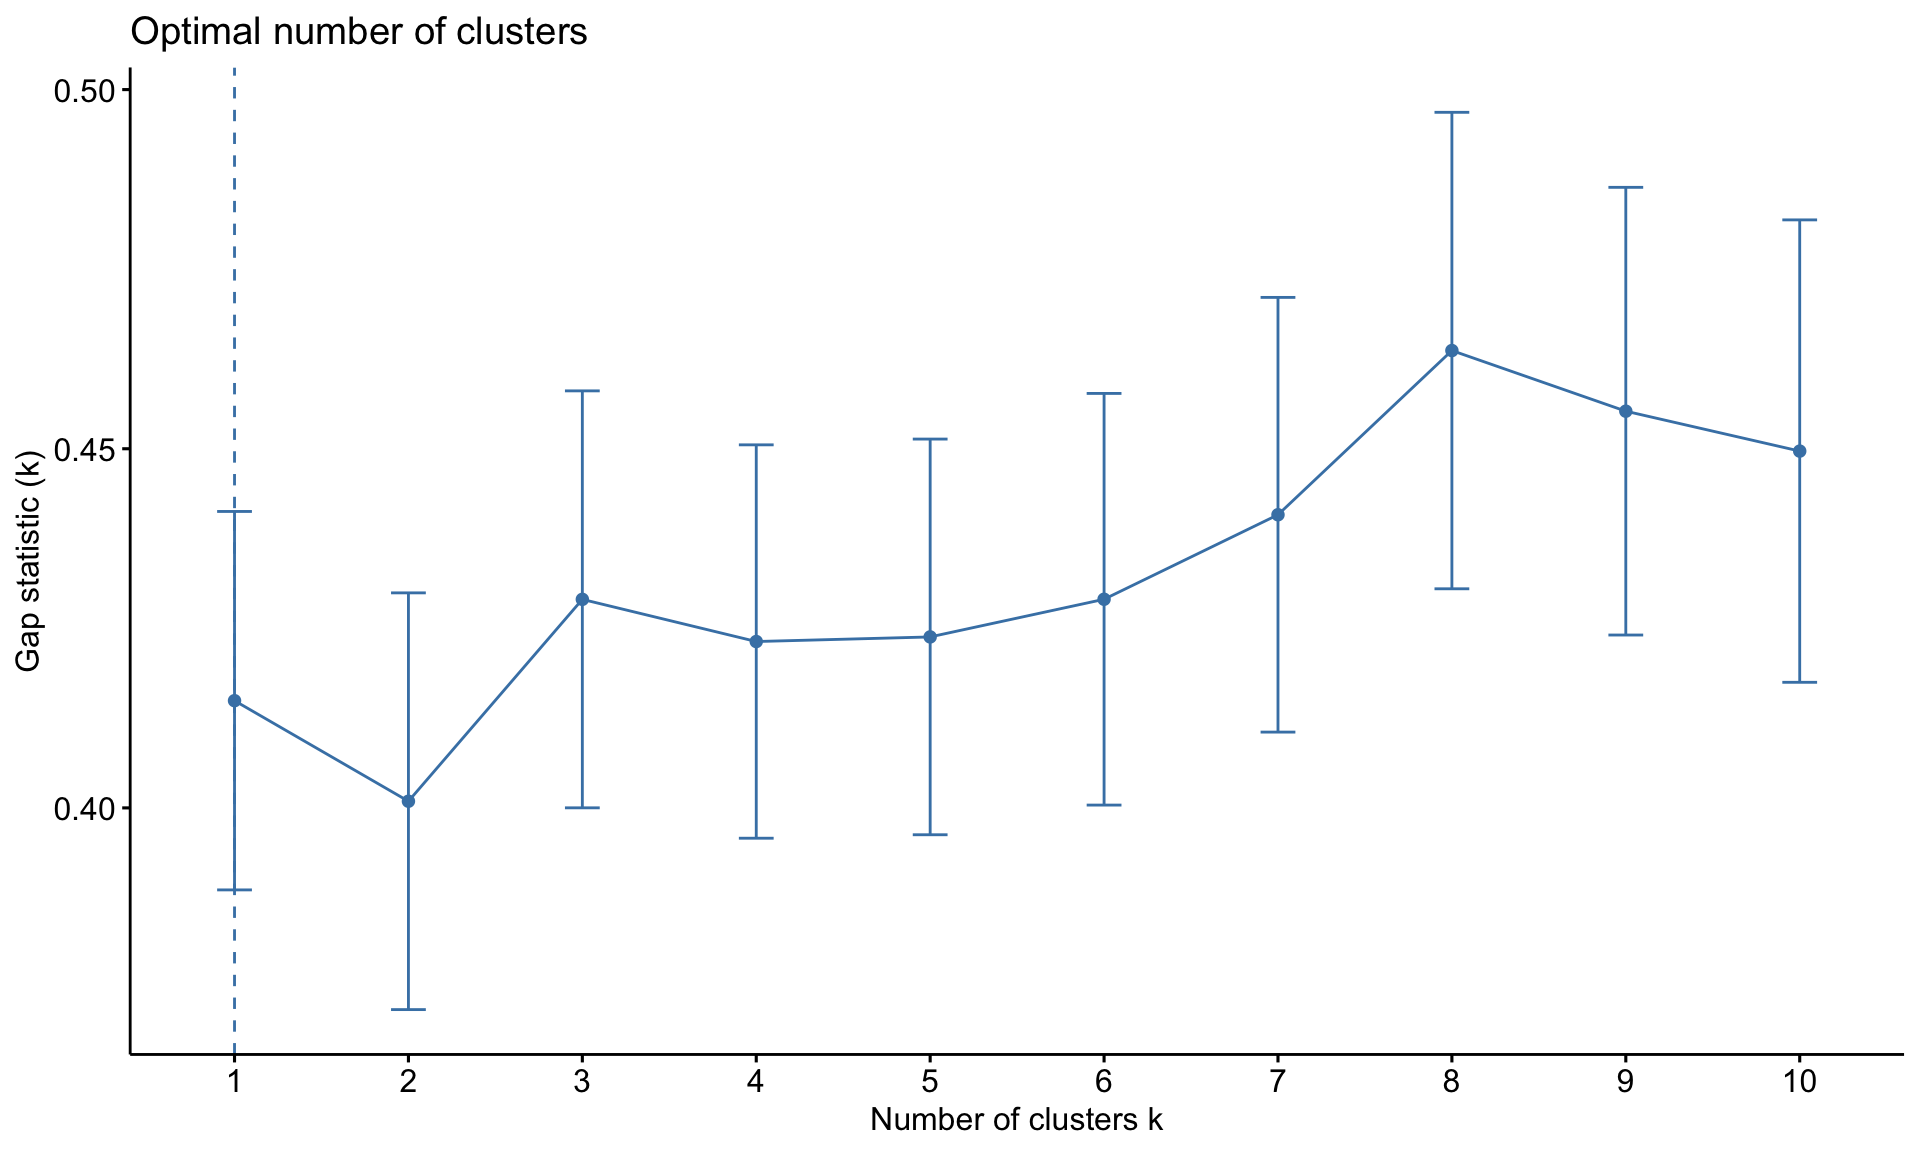 Optimal number of clusters
0.50
0.45
0.40
Gap statistic (k)
1 2 3 4 5 6 7 8 9 10
Number of clusters k